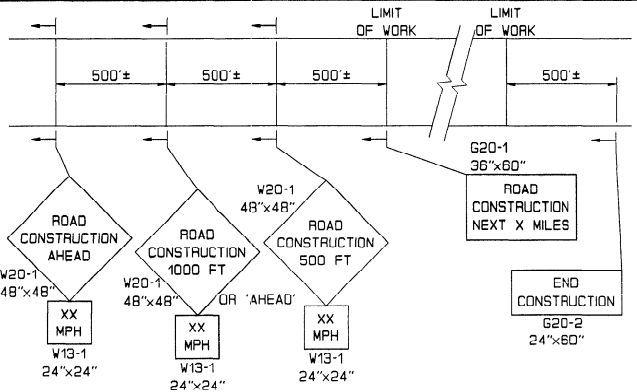 LIMIT
OF WORK
LIMIT
OF WORK
500'±
500'±
500'±
500'±
G20-1
36"x60"
ROAD
CONSTRUCTION
NEXT X MILES
W20-1
48"x48"
ROAD
CONSTRUCTION
AHEAD
ROAD
CONSTRUCTION
1000 FT
ROAD
CONSTRUCTION
500 FT
W20-1
48"x48"
W20-1
48"x48"
OR 'AHEAD'
END
CONSTRUCTION
G20-2
24"x60"
XX
MPH
W13-1
24"x24"
XX
MPH
W13-1
24"x24"
XX
MPH
W13-1
24"x24"